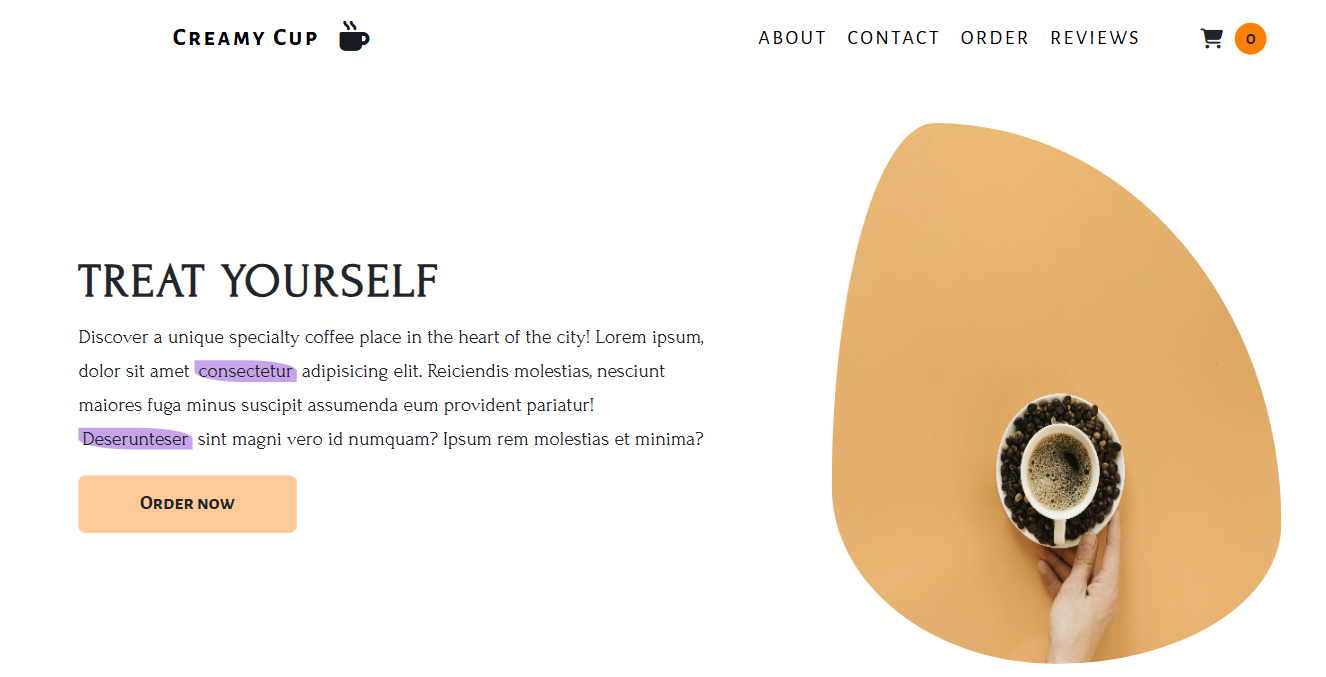 Creamy Cup
ABOUT CONTACT ORDER REVIEWS
0
TREAT YOURSELF
Discover a unique specialty coffee place in the heart of the city! Lorem ipsum,
dolor sit amet consectetur adipisicing elit. Reiciendis molestias, nesciunt
maiores fuga minus suscipit assumenda eum provident pariatur!
Deserunteser sint magni vero id numquam? Ipsum rem molestias et minima?
Order now